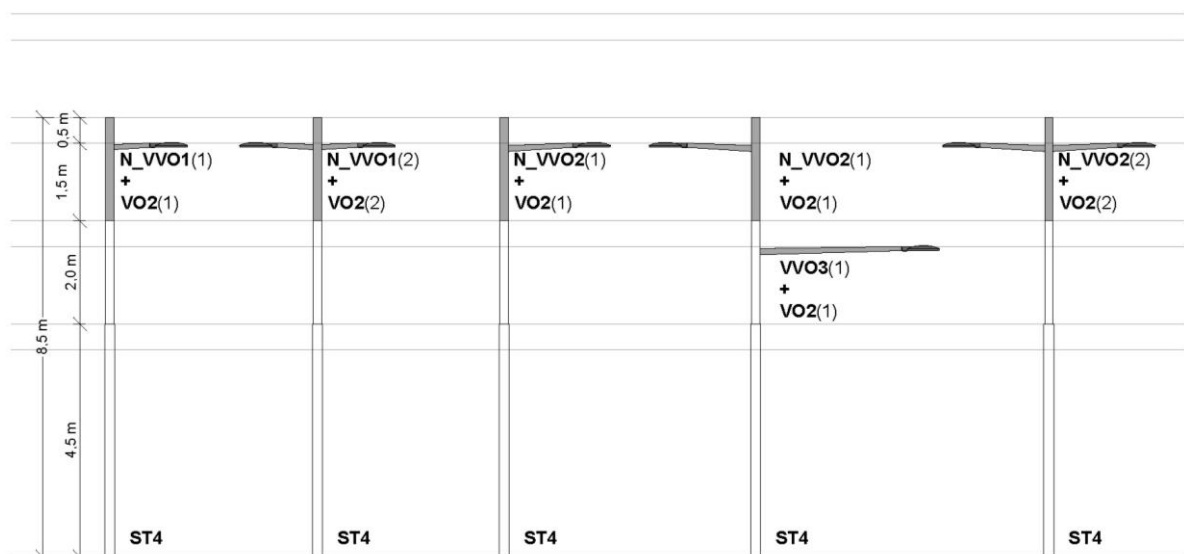 0,5 m
1,5 m
2,0 m
8,5 m
4,5 m
N_VVO1(1)
+
VO2(1)
N_VVO1(2)
+
VO2(2)
N_VVO2(1)
+
VO2(1)
N_VVO2(1)
+
VO2(1)
N_VVO2(2)
+
VO2(2)
VVO3(1)
+
VO2(1)
ST4
ST4
ST4
ST4
ST4